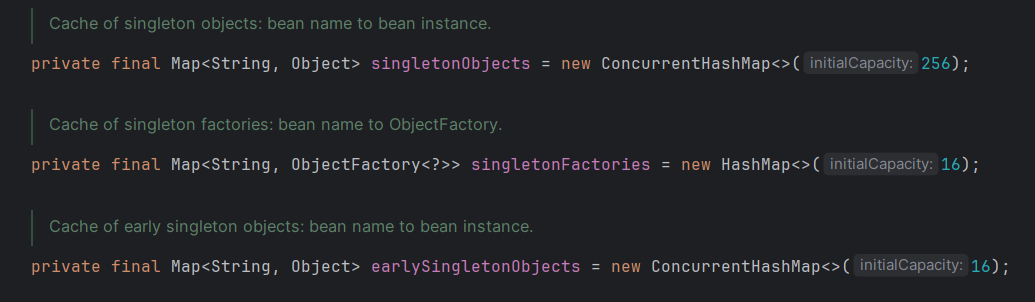 Cache of singleton objects: bean name to bean instance.
private final Map<String, Object> singletonObjects = new ConcurrentHashMap<>( initialCapacity: 256);
Cache of singleton factories: bean name to ObjectFactory.
private final Map<String, ObjectFactory<?>> singletonFactories = new HashMap<>( initialCapacity: 16);
Cache of early singleton objects: bean name to bean instance.
private final Map<String, Object> earlySingletonObjects = new ConcurrentHashMap<>( initialCapacity: 16);